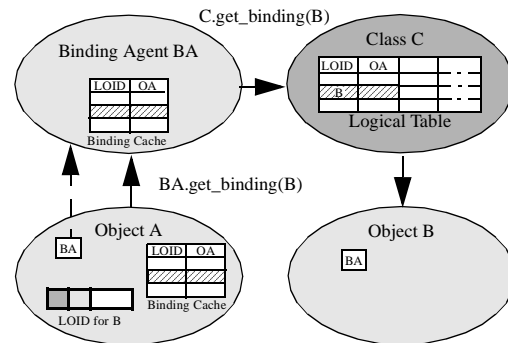 C.get_binding(B)
Binding Agent BA
LOID OA
Binding Cache
Class C
LOID OA
B
Logical Table
BA.get_binding(B)
Object A
BA
LOID OA
Binding Cache
LOID for B
Object B
BA